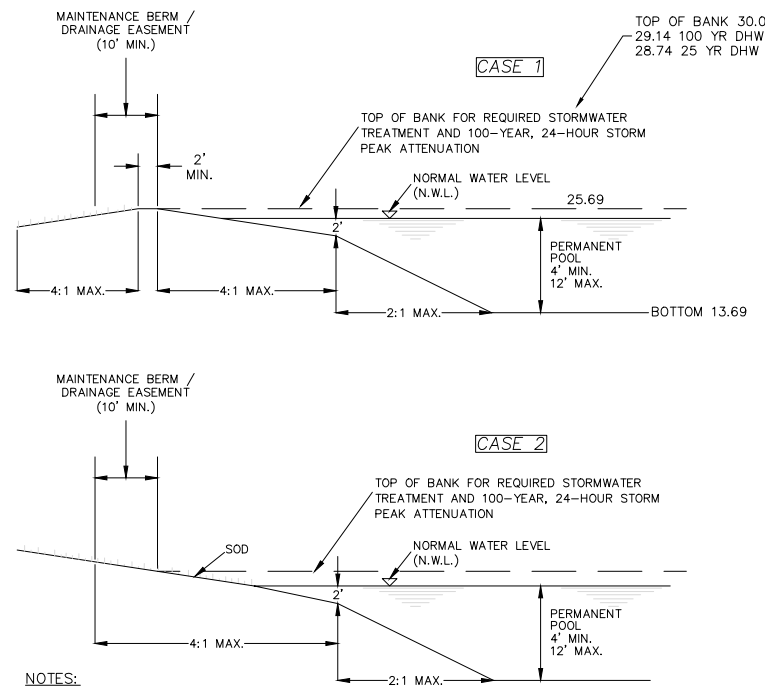 MAINTENANCE BERM /
DRAINAGE EASEMENT
(10' MIN.)
CASE 1
TOP OF BANK 30.0
29.14 100 YR DHW
28.74 25 YR DHW
TOP OF BANK FOR REQUIRED STORMWATER
TREATMENT AND 100-YEAR, 24-HOUR STORM
PEAK ATTENUATION
2'
MIN.
NORMAL WATER LEVEL
(N.W.L.)
25.69
2'
PERMANENT
POOL
4' MIN.
12' MAX.
4:1 MAX.
4:1 MAX.
2:1 MAX.
BOTTOM 13.69
MAINTENANCE BERM /
DRAINAGE EASEMENT
(10' MIN.)
CASE 2
TOP OF BANK FOR REQUIRED STORMWATER
TREATMENT AND 100-YEAR, 24-HOUR STORM
PEAK ATTENUATION
SOD
NORMAL WATER LEVEL
(N.W.L.)
2'
PERMANENT
POOL
4' MIN.
12' MAX.
4:1 MAX.
2:1 MAX.
NOTES: